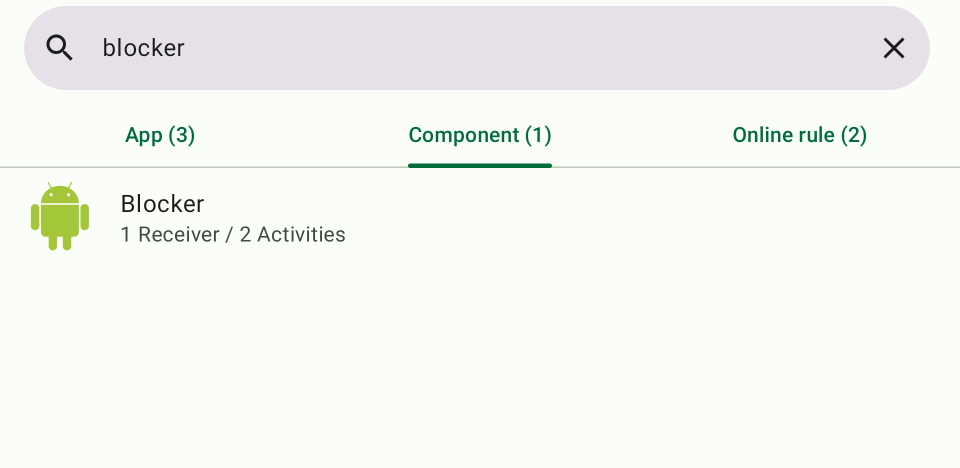 blocker
App (3)
Component (1)
Online rule (2)
Blocker
1 Receiver / 2 Activities